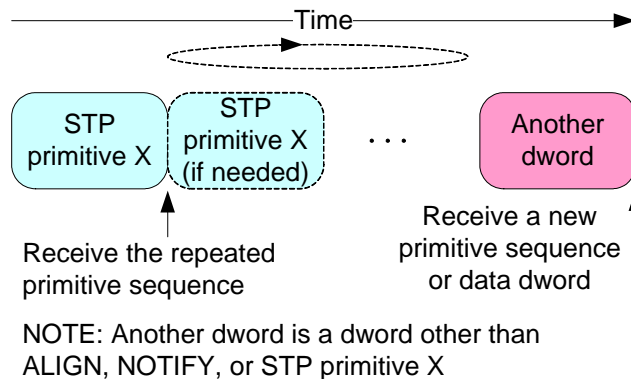 Time
STP
primitive X
STP
primitive X
(if needed)
. . .
Another
dword
Receive the repeated
primitive sequence
Receive a new
primitive sequence
or data dword
NOTE: Another dword is a dword other than
ALIGN, NOTIFY, or STP primitive X